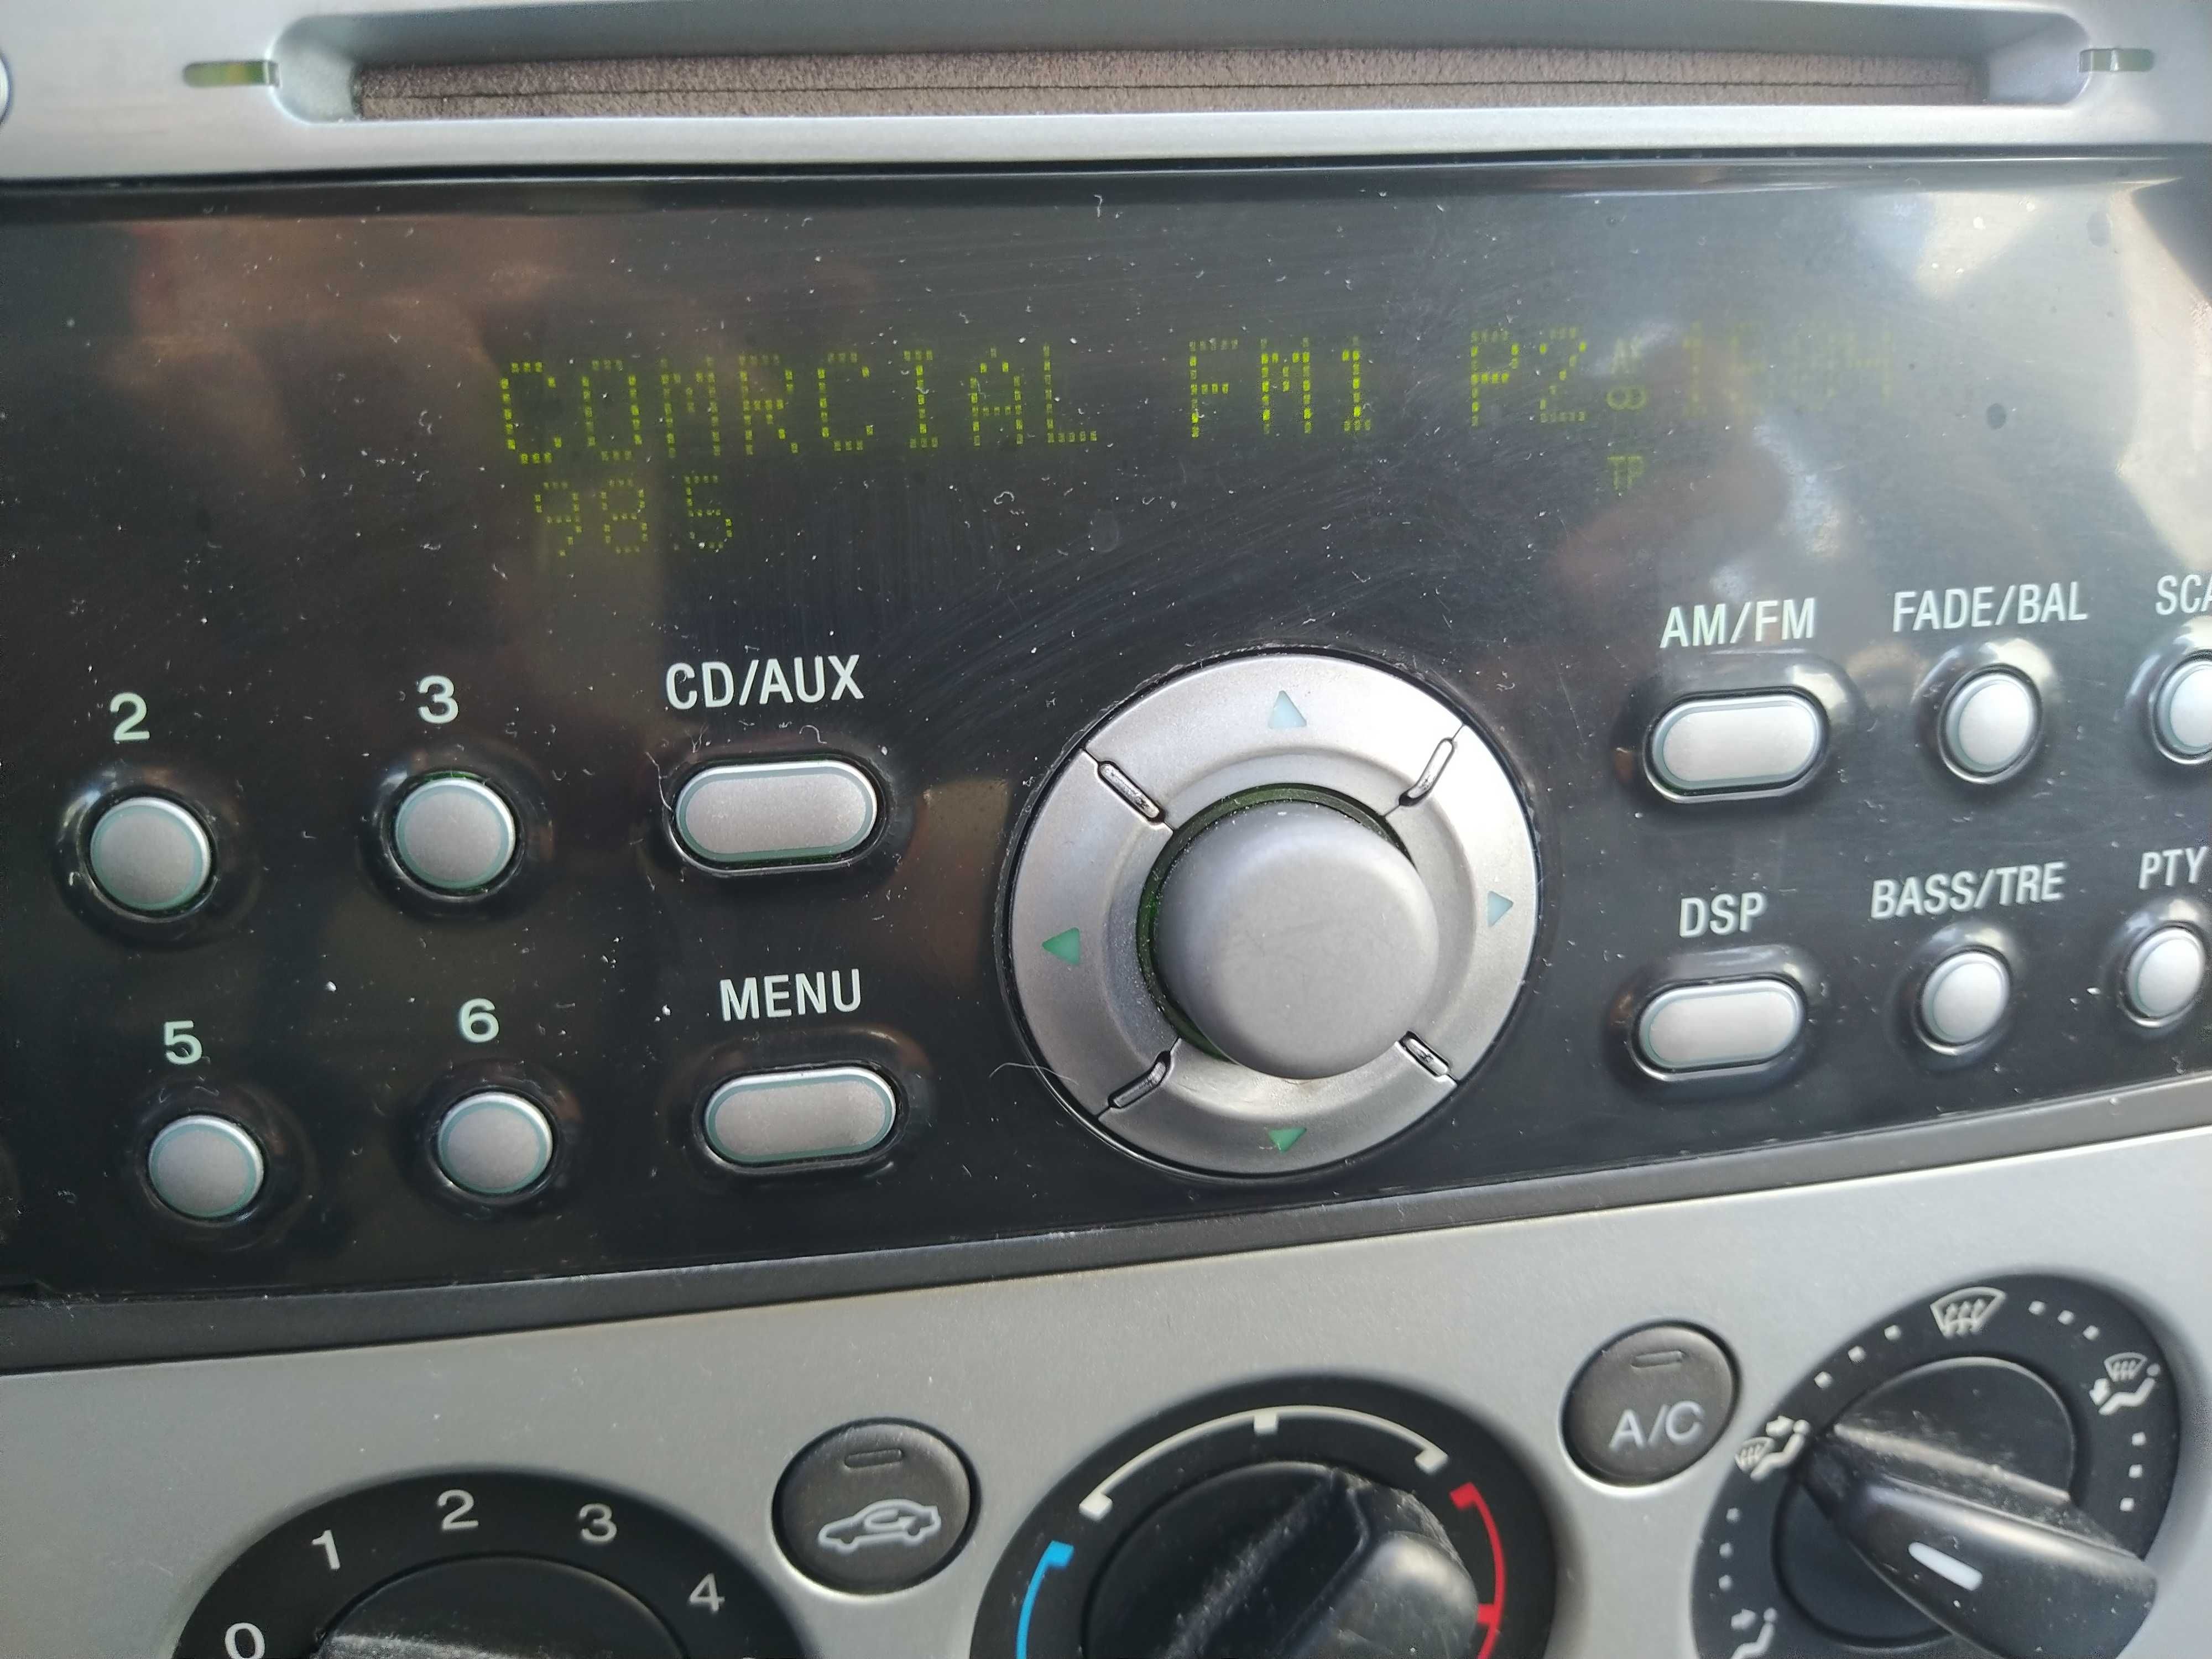 COMRCIAL FM1 P2 AF TP
98.5
AM/FM FADE/BAL
2 3 CD/AUX
DSP BASS/TRE PTY
5 6 MENU
A/C
0 1 2 3 4